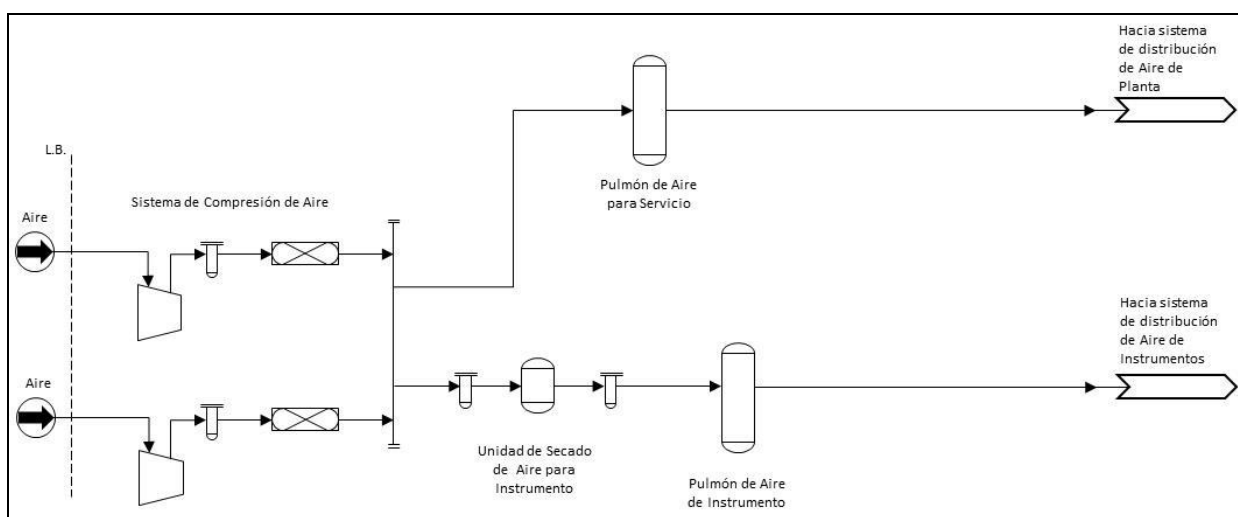 Hacia sistema
de distribución
de Aire de
Planta
L.B.
Pulmón de Aire
para Servicio
Sistema de Compresión de Aire
Aire
Hacia sistema
de distribución
de Aire de
Instrumentos
Aire
Unidad de Secado
de Aire para
Instrumento
Pulmón de Aire
de Instrumento